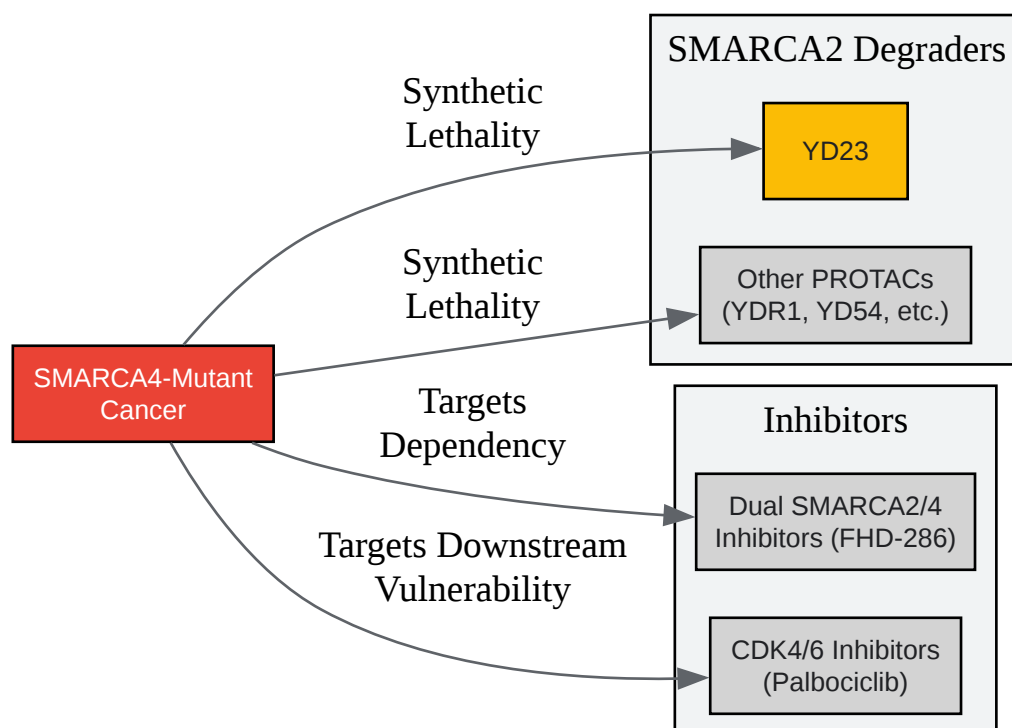 SMARCA2 Degraders
Synthetic
Lethality
YD23
Synthetic
Lethality
Other PROTACs
(YDR1, YD54, etc.)
SMARCA4-Mutant
Cancer
Targets
Dependency
Inhibitors
Dual SMARCA2/4
Inhibitors (FHD-286)
Targets Downstream
Vulnerability
CDK4/6 Inhibitors
(Palbociclib)